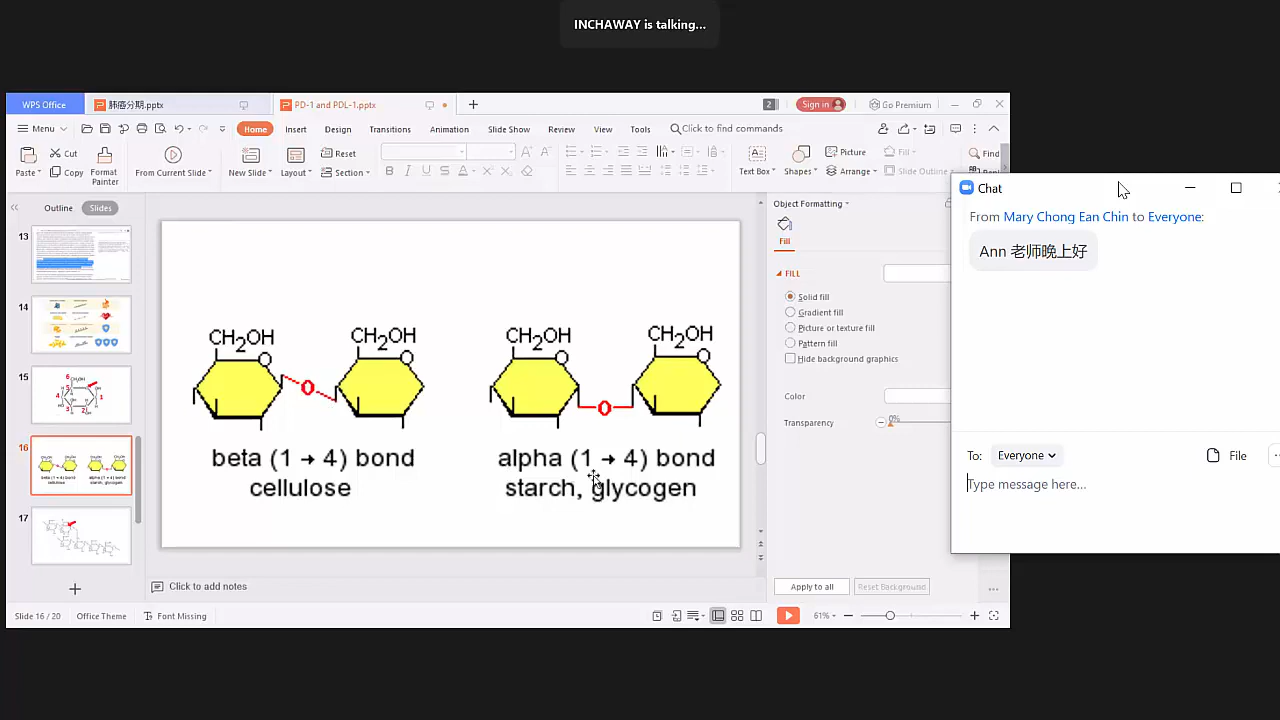 INCHAWAY is talking...
WPS Office
肺癌分期.pptx
PD-1 and PDL-1.pptx
2
Sign in
Go Premium
Menu
Home
Insert
Design
Transitions
Animation
Slide Show
Review
View
Tools
Click to find commands
Paste
Cut
Copy
Format
Painter
From Current Slide
New Slide
Layout
Reset
Section
B I U S
Text Box
Shapes
Picture
Arrange
Fill
Slide Outline
Find
Outline
Slides
13
14
15
16
17
CH2OH
O
CH2OH
O
O
beta (1 → 4) bond
cellulose
CH2OH
O
CH2OH
O
O
alpha (1 → 4) bond
starch, glycogen
Click to add notes
Object Formatting
Fill
FILL
Solid fill
Gradient fill
Picture or texture fill
Pattern fill
Hide background graphics
Color
Transparency
0%
Apply to all
Reset Background
Slide 16 / 20
Office Theme
Font Missing
61%
Chat
From Mary Chong Ean Chin to Everyone:
Ann 老师晚上好
To: Everyone
File
Type message here...